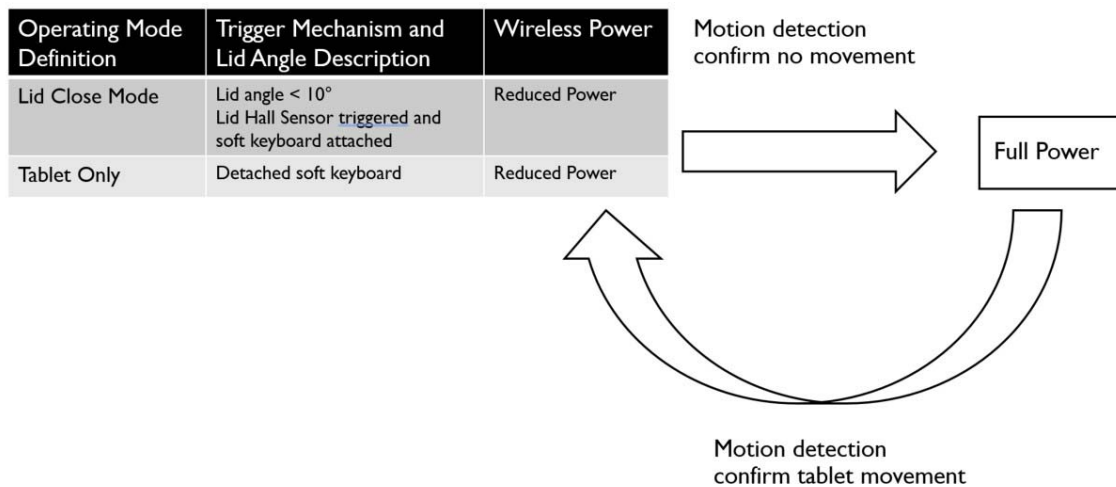 Operating Mode
Definition
Trigger Mechanism and
Lid Angle Description
Wireless Power
Lid Close Mode
Lid angle < 10°
Lid Hall Sensor triggered and
soft keyboard attached
Reduced Power
Tablet Only
Detached soft keyboard
Reduced Power
Motion detection
confirm no movement
Full Power
Motion detection
confirm tablet movement